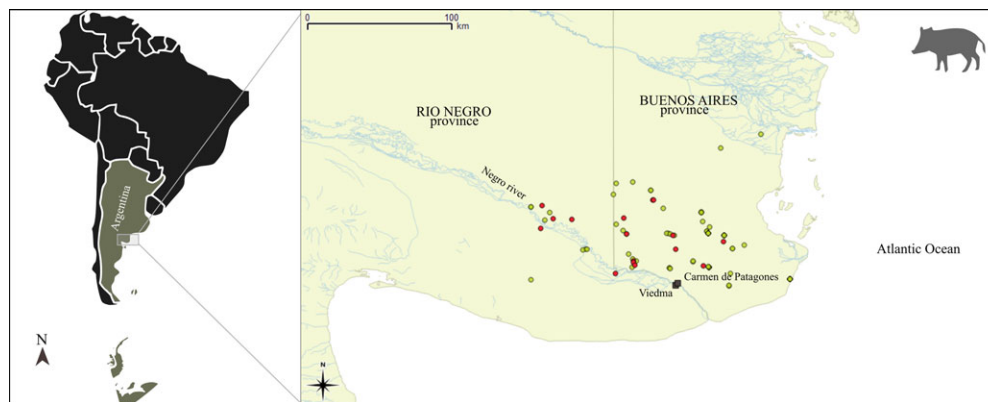 0 100
km
RIO NEGRO
province
BUENOS AIRES
province
Negro river
Argentina
Atlantic Ocean
Carmen de Patagones
Viedma
N
N